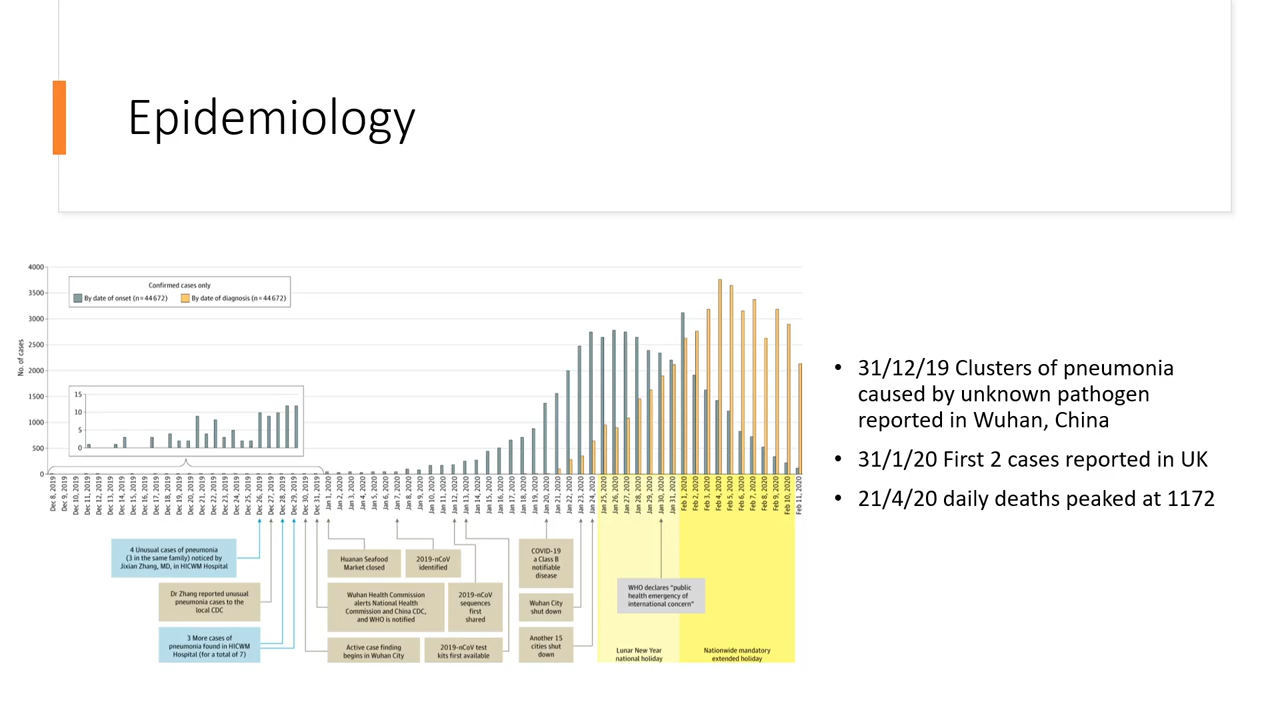 Epidemiology
4000
3500
3000
2500
2000
1500
1000
500
0
No. of cases
Confirmed cases only
By date of onset (n=44672)
By date of diagnosis (n=44672)
15
10
5
0
Dec 8, 2019
Dec 9, 2019
Dec 10, 2019
Dec 11, 2019
Dec 12, 2019
Dec 13, 2019
Dec 14, 2019
Dec 15, 2019
Dec 16, 2019
Dec 17, 2019
Dec 18, 2019
Dec 19, 2019
Dec 20, 2019
Dec 21, 2019
Dec 22, 2019
Dec 23, 2019
Dec 24, 2019
Dec 25, 2019
Dec 26, 2019
Dec 27, 2019
Dec 28, 2019
Dec 29, 2019
Dec 30, 2019
Dec 31, 2019
Jan 1, 2020
Jan 2, 2020
Jan 3, 2020
Jan 4, 2020
Jan 5, 2020
Jan 6, 2020
Jan 7, 2020
Jan 8, 2020
Jan 9, 2020
Jan 10, 2020
Jan 11, 2020
Jan 12, 2020
Jan 13, 2020
Jan 14, 2020
Jan 15, 2020
Jan 16, 2020
Jan 17, 2020
Jan 18, 2020
Jan 19, 2020
Jan 20, 2020
Jan 21, 2020
Jan 22, 2020
Jan 23, 2020
Jan 24, 2020
Jan 25, 2020
Jan 26, 2020
Jan 27, 2020
Jan 28, 2020
Jan 29, 2020
Jan 30, 2020
Jan 31, 2020
Feb 1, 2020
Feb 2, 2020
Feb 3, 2020
Feb 4, 2020
Feb 5, 2020
Feb 6, 2020
Feb 7, 2020
Feb 8, 2020
Feb 9, 2020
Feb 10, 2020
Feb 11, 2020
4 Unusual cases of pneumonia
(3 in the same family) noticed by
Jixian Zhang, MD, in HICWM Hospital
Dr Zhang reported unusual
pneumonia cases to the
local CDC
3 More cases of
pneumonia found in HICWM
Hospital (for a total of 7)
Huanan Seafood
Market closed
2019-nCoV
identified
Wuhan Health Commission
alerts National Health
Commission and China CDC,
and WHO is notified
2019-nCoV
sequences
first
shared
Active case finding
begins in Wuhan City
2019-nCoV test
kits first available
COVID-19
a Class B
notifiable
disease
Wuhan City
shut down
Another 15
cities shut
down
WHO declares "public
health emergency of
international concern"
Lunar New Year
national holiday
Nationwide mandatory
extended holiday
• 31/12/19 Clusters of pneumonia
caused by unknown pathogen
reported in Wuhan, China
• 31/1/20 First 2 cases reported in UK
• 21/4/20 daily deaths peaked at 1172